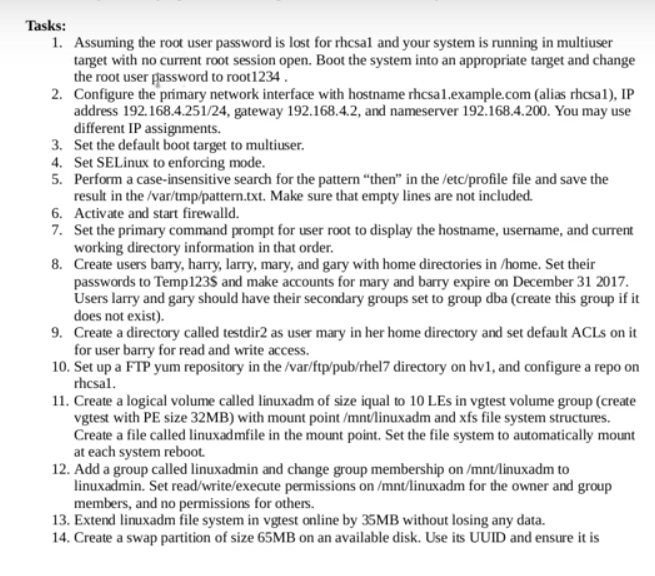 Tasks:
1. Assuming the root user password is lost for rhcsa1 and your system is running in multiuser
target with no current root session open. Boot the system into an appropriate target and change
the root user password to root1234 .
2. Configure the primary network interface with hostname rhcsa1.example.com (alias rhcsa1), IP
address 192.168.4.251/24, gateway 192.168.4.2, and nameserver 192.168.4.200. You may use
different IP assignments.
3. Set the default boot target to multiuser.
4. Set SELinux to enforcing mode.
5. Perform a case-insensitive search for the pattern “then” in the /etc/profile file and save the
result in the /var/tmp/pattern.txt. Make sure that empty lines are not included.
6. Activate and start firewalld.
7. Set the primary command prompt for user root to display the hostname, username, and current
working directory information in that order.
8. Create users barry, harry, larry, mary, and gary with home directories in /home. Set their
passwords to Temp123$ and make accounts for mary and barry expire on December 31 2017.
Users larry and gary should have their secondary groups set to group dba (create this group if it
does not exist).
9. Create a directory called testdir2 as user mary in her home directory and set default ACLs on it
for user barry for read and write access.
10. Set up a FTP yum repository in the /var/ftp/pub/rhel7 directory on hv1, and configure a repo on
rhcsa1.
11. Create a logical volume called linuxadm of size iqual to 10 LEs in vgtest volume group (create
vgtest with PE size 32MB) with mount point /mnt/linuxadm and xfs file system structures.
Create a file called linuxadmfile in the mount point. Set the file system to automatically mount
at each system reboot.
12. Add a group called linuxadmin and change group membership on /mnt/linuxadm to
linuxadmin. Set read/write/execute permissions on /mnt/linuxadm for the owner and group
members, and no permissions for others.
13. Extend linuxadm file system in vgtest online by 35MB without losing any data.
14. Create a swap partition of size 65MB on an available disk. Use its UUID and ensure it is